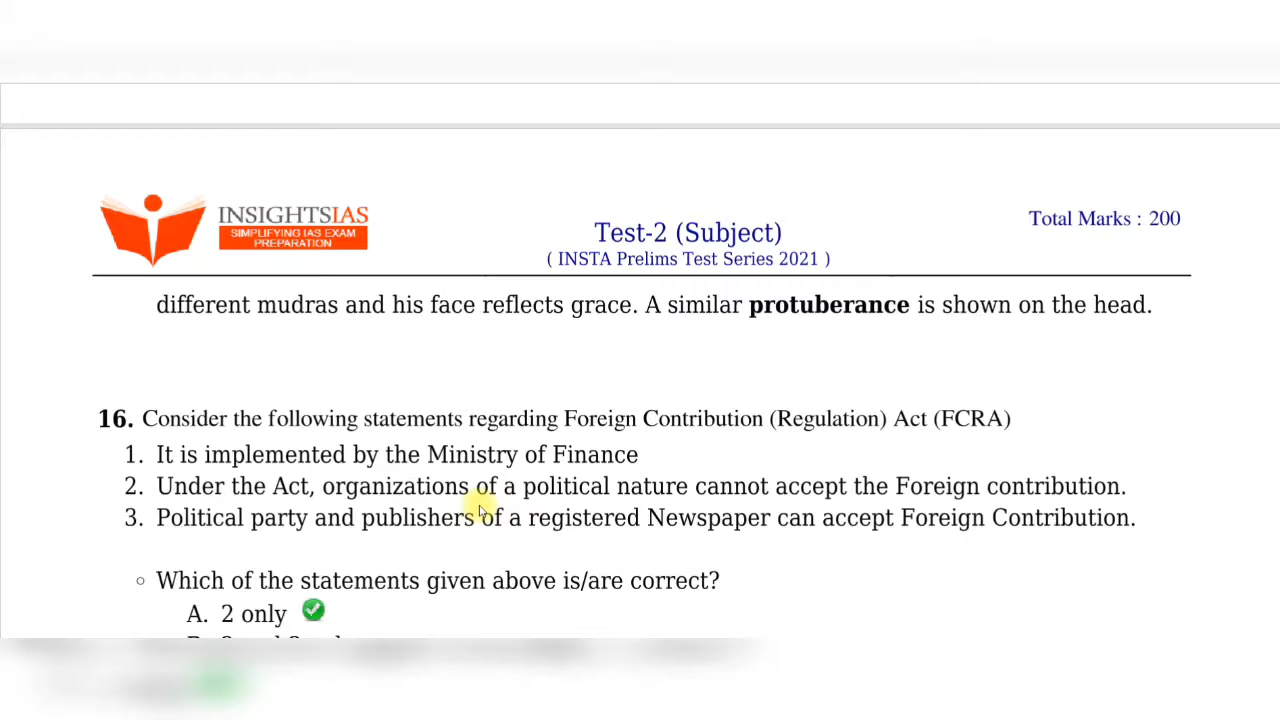 INSIGHTSIAS
SIMPLIFYING IAS EXAM
PREPARATION
Test-2 (Subject)
( INSTA Prelims Test Series 2021 )
Total Marks : 200
different mudras and his face reflects grace. A similar protuberance is shown on the head.
16. Consider the following statements regarding Foreign Contribution (Regulation) Act (FCRA)
1. It is implemented by the Ministry of Finance
2. Under the Act, organizations of a political nature cannot accept the Foreign contribution.
3. Political party and publishers of a registered Newspaper can accept Foreign Contribution.
Which of the statements given above is/are correct?
A. 2 only